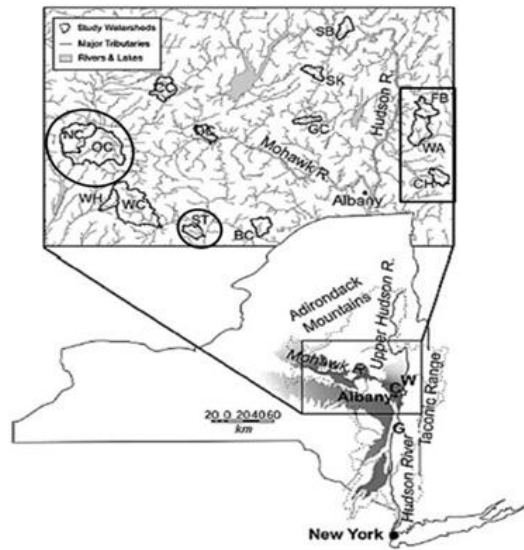 Study Watersheds
Major Tributaries
Rivers & Lakes
SB
SK
Hudson R.
FB
CO
GC
NC
OC
Mohawk R.
WA
CH
Albany
WH
WC
ST
BC
Adirondack
Mountains
Upper Hudson R.
Mohawk R.
W
C
Albany
Taconic Range
20 0 20 40 60
km
G
Hudson River
New York